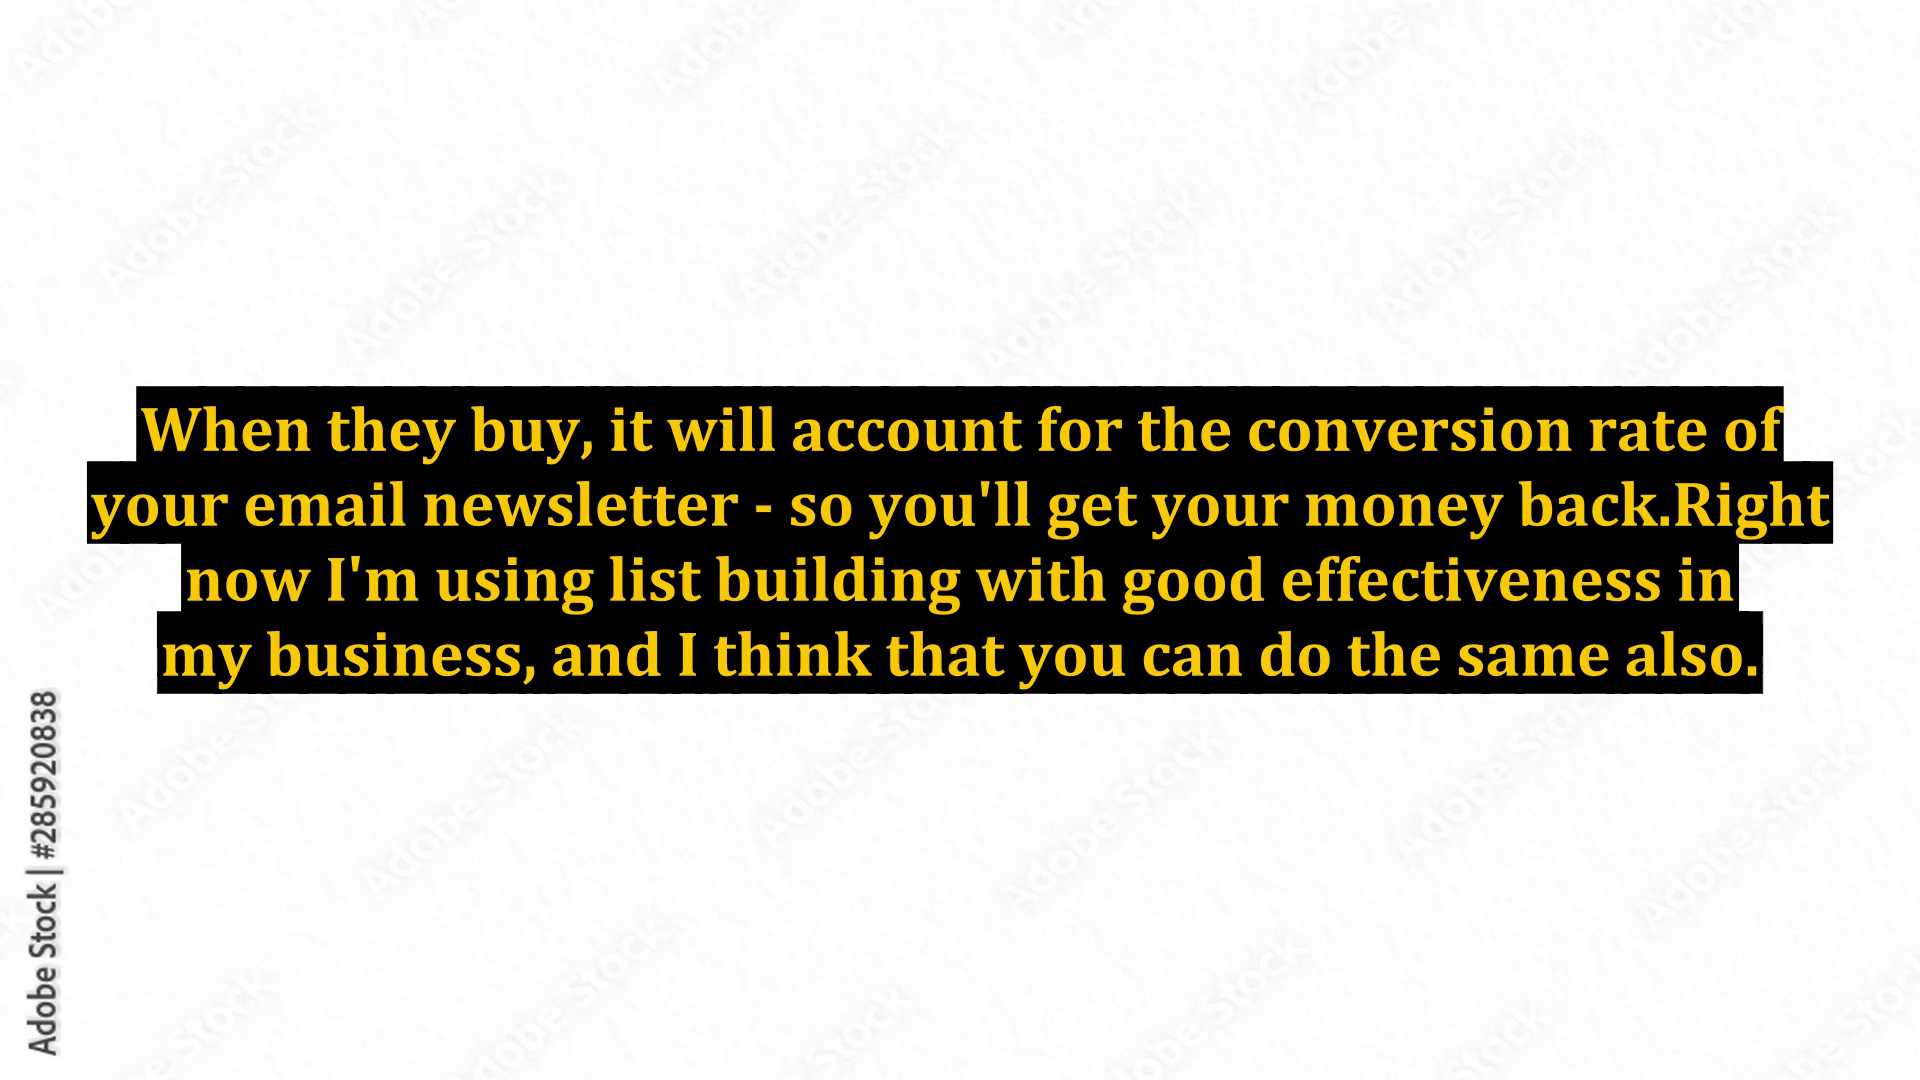 When they buy, it will account for the conversion rate of
your email newsletter - so you'll get your money back.Right
now I'm using list building with good effectiveness in
my business, and I think that you can do the same also.
Adobe Stock | #285920838